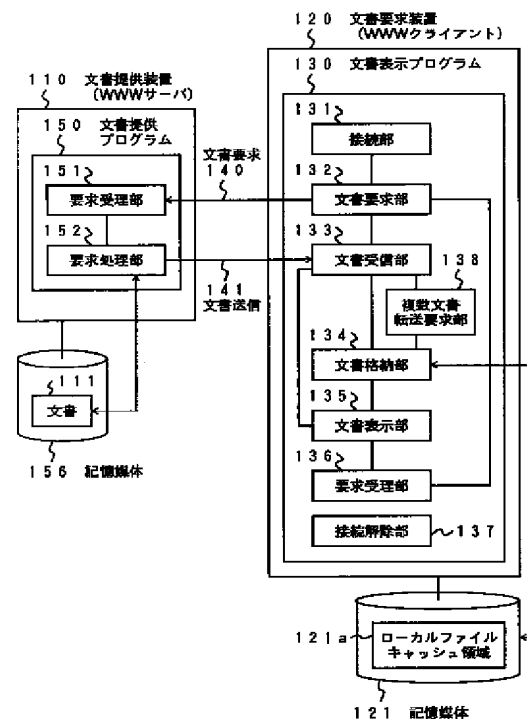 120 文書要求装置
(WWWクライアント)
130 文書表示プログラム
110 文書提供装置
(WWWサーバ)
150 文書提供
プログラム
151
要求受理部
152
要求処理部
111
文書
156 記憶媒体
文書要求
140
141
文書送信
131
接続部
132
文書要求部
133
文書受信部
138
複数文書
転送要求部
134
文書格納部
135
文書表示部
136
要求受理部
接続解除部
137
121a
ローカルファイル
キャッシュ領域
121 記憶媒体